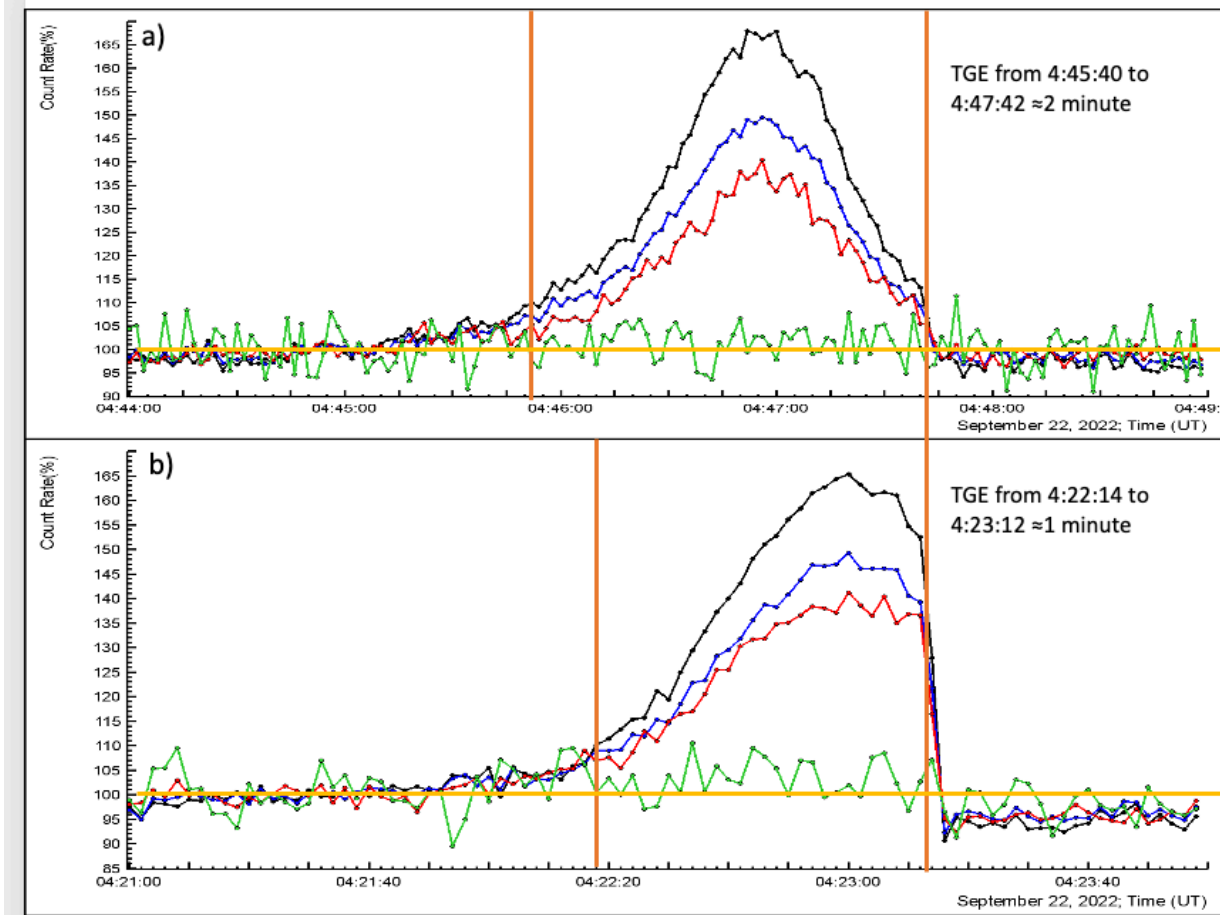 a)
Count Rate(%)
165
160
155
150
145
140
135
130
125
120
115
110
105
100
95
90
TGE from 4:45:40 to
4:47:42 ≈2 minute
04:44:00 04:45:00 04:46:00 04:47:00 04:48:00 04:49:
September 22, 2022; Time (UT)
b)
Count Rate(%)
165
160
155
150
145
140
135
130
125
120
115
110
105
100
95
90
85
TGE from 4:22:14 to
4:23:12 ≈1 minute
04:21:00 04:21:40 04:22:20 04:23:00 04:23:40
September 22, 2022; Time (UT)